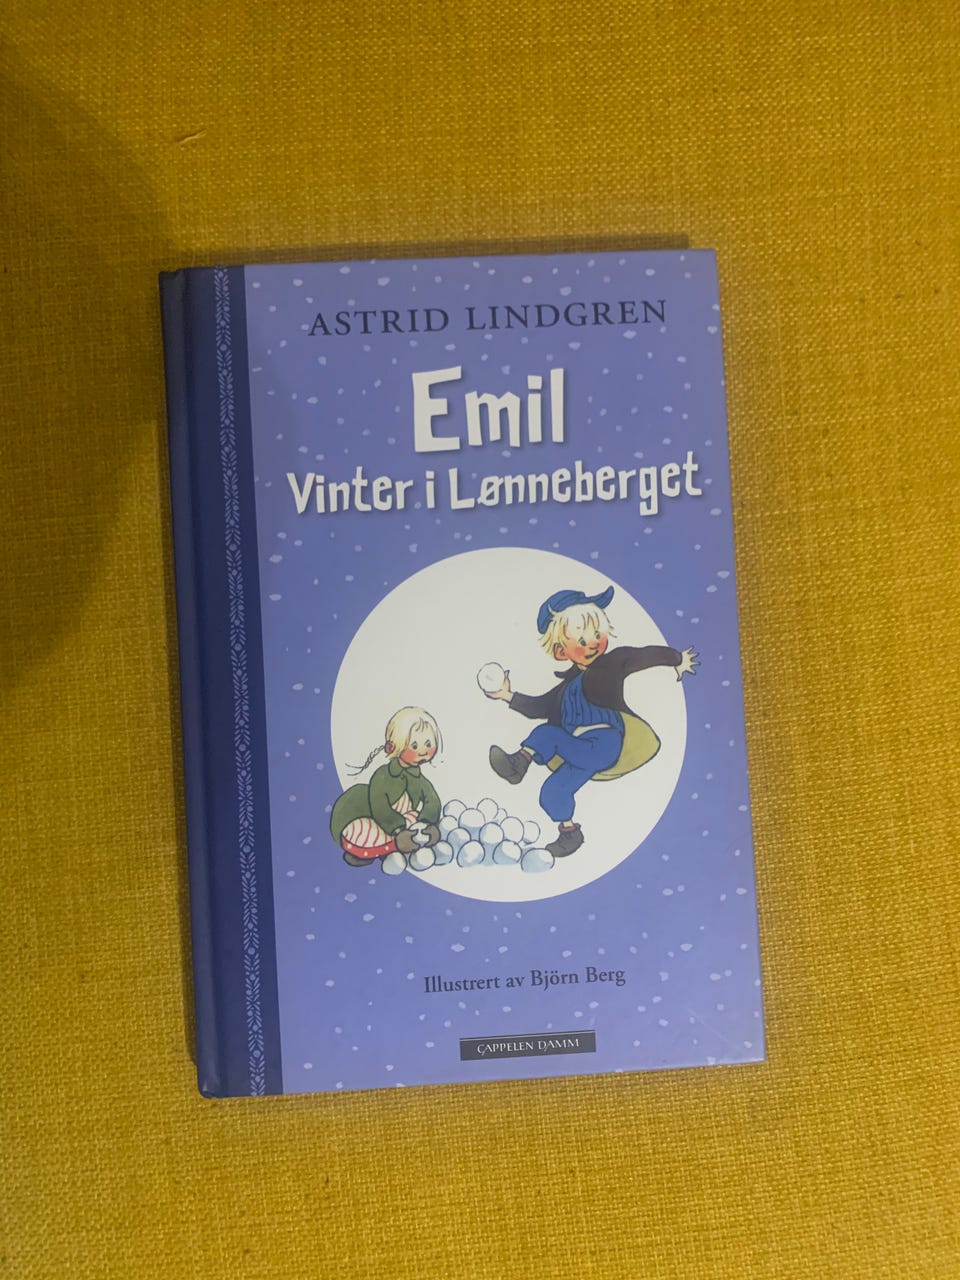 ASTRID LINDGREN
Emil
Vinter i Lønneberget
Illustrert av Björn Berg
CAPPELEN DAMM